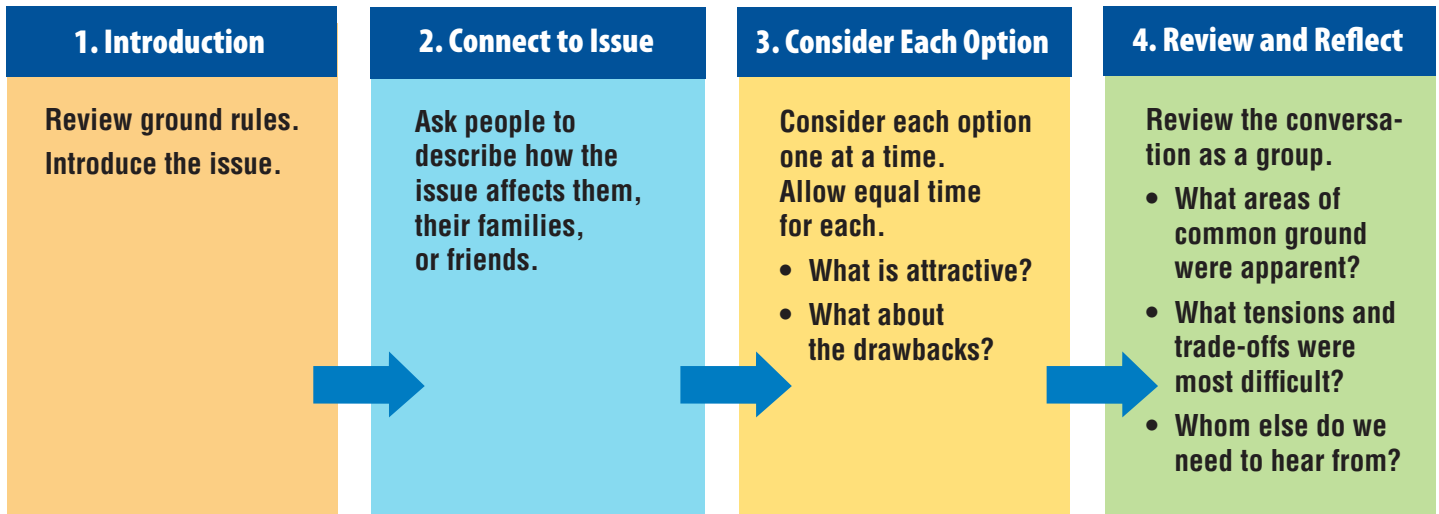 1. Introduction
Review ground rules.
Introduce the issue.
2. Connect to Issue
Ask people to
describe how the
issue affects them,
their families,
or friends.
3. Consider Each Option
Consider each option
one at a time.
Allow equal time
for each.
• What is attractive?
• What about
the drawbacks?
4. Review and Reflect
Review the conversa-
tion as a group.
• What areas of
common ground
were apparent?
• What tensions and
trade-offs were
most difficult?
• Whom else do we
need to hear from?